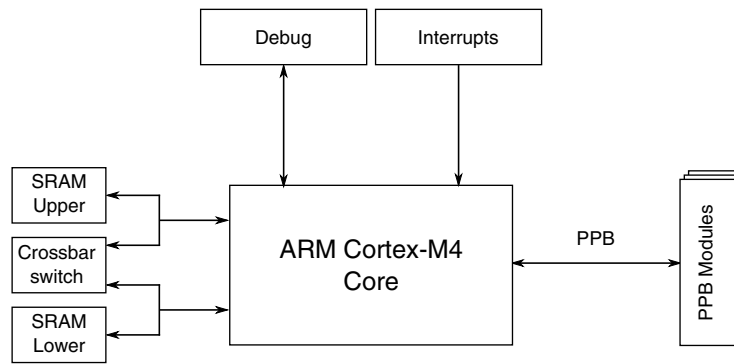 Debug
Interrupts
SRAM
Upper
Crossbar
switch
SRAM
Lower
ARM Cortex-M4
Core
PPB
PPB Modules